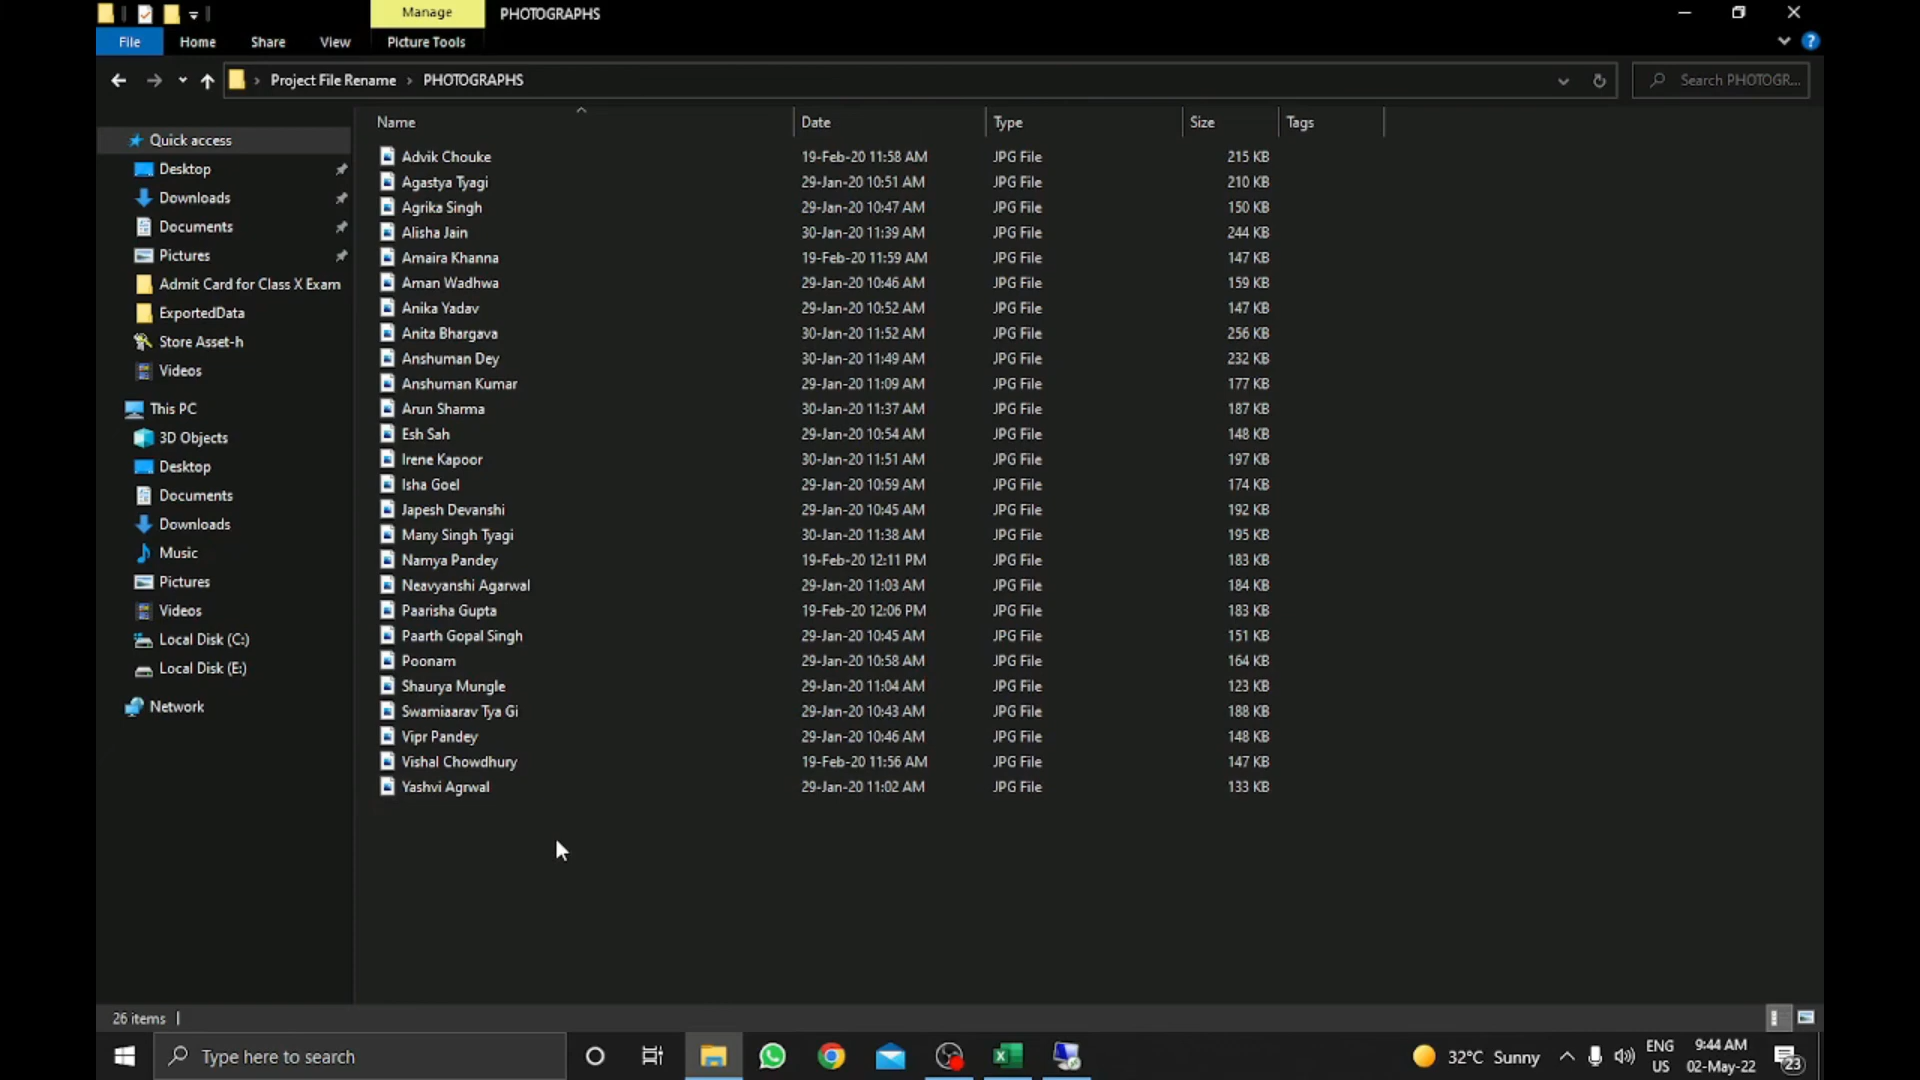 Manage
PHOTOGRAPHS
File
Home
Share
View
Picture Tools
Project File Rename
PHOTOGRAPHS
Search PHOTOGR...
Name
Date
Type
Size
Tags
Quick access
Desktop
Downloads
Documents
Pictures
Admit Card for Class X Exam
ExportedData
Store Asset-h
Videos
This PC
3D Objects
Desktop
Documents
Downloads
Music
Pictures
Videos
Local Disk (C:)
Local Disk (E:)
Network
Advik Chouke 19-Feb-20 11:58 AM JPG File 215 KB
Agastya Tyagi 29-Jan-20 10:51 AM JPG File 210 KB
Agrika Singh 29-Jan-20 10:47 AM JPG File 150 KB
Alisha Jain 30-Jan-20 11:39 AM JPG File 244 KB
Amaira Khanna 19-Feb-20 11:59 AM JPG File 147 KB
Aman Wadhwa 29-Jan-20 10:46 AM JPG File 159 KB
Anika Yadav 29-Jan-20 10:52 AM JPG File 147 KB
Anita Bhargava 30-Jan-20 11:52 AM JPG File 256 KB
Anshuman Dey 30-Jan-20 11:49 AM JPG File 232 KB
Anshuman Kumar 29-Jan-20 11:09 AM JPG File 177 KB
Arun Sharma 30-Jan-20 11:37 AM JPG File 187 KB
Esh Sah 29-Jan-20 10:54 AM JPG File 148 KB
Irene Kapoor 30-Jan-20 11:51 AM JPG File 197 KB
Isha Goel 29-Jan-20 10:59 AM JPG File 174 KB
Japesh Devanshi 29-Jan-20 10:45 AM JPG File 192 KB
Many Singh Tyagi 30-Jan-20 11:38 AM JPG File 195 KB
Namya Pandey 19-Feb-20 12:11 PM JPG File 183 KB
Neavyanshi Agarwal 29-Jan-20 11:03 AM JPG File 184 KB
Paarisha Gupta 19-Feb-20 12:06 PM JPG File 183 KB
Paarth Gopal Singh 29-Jan-20 10:45 AM JPG File 151 KB
Poonam 29-Jan-20 10:58 AM JPG File 164 KB
Shaurya Mungle 29-Jan-20 11:04 AM JPG File 123 KB
Swamiaarav Tya Gi 29-Jan-20 10:43 AM JPG File 188 KB
Vipr Pandey 29-Jan-20 10:46 AM JPG File 148 KB
Vishal Chowdhury 19-Feb-20 11:56 AM JPG File 147 KB
Yashvi Agrwal 29-Jan-20 11:02 AM JPG File 133 KB
26 items
Type here to search
32°C Sunny
ENG
US
9:44 AM
02-May-22
23